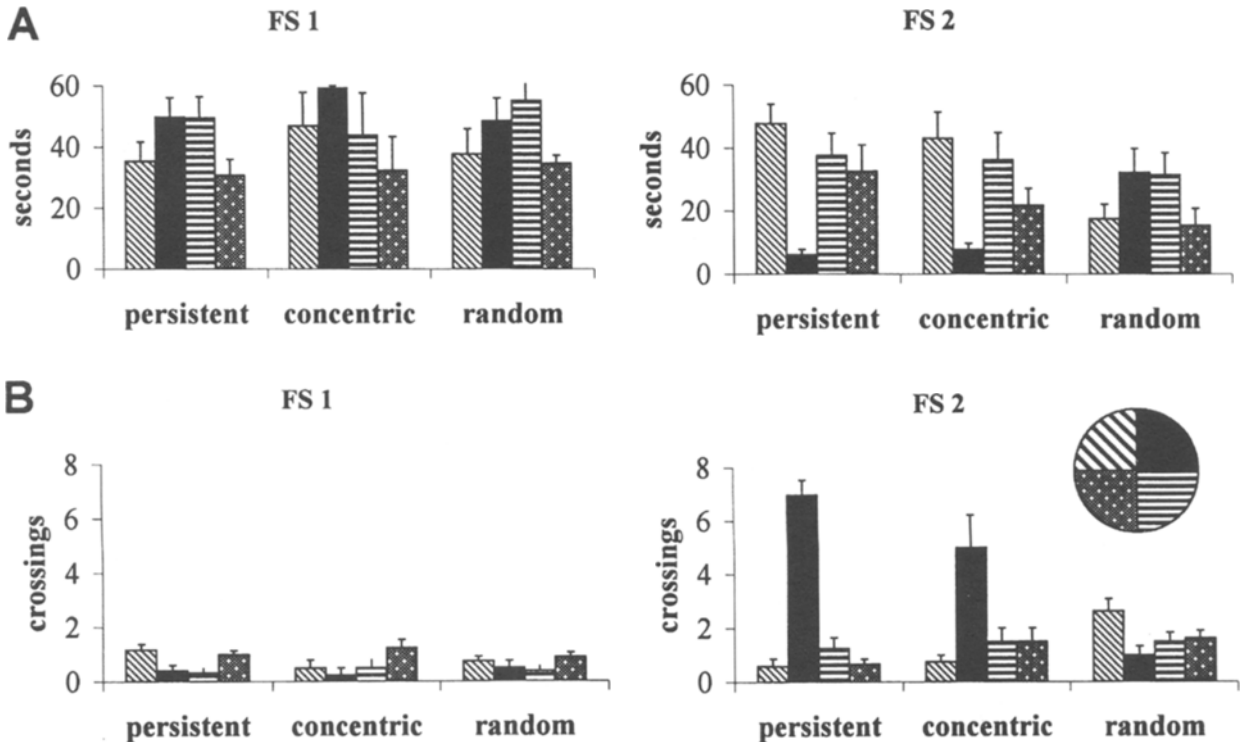 A
FS 1
FS 2
60
40
20
0
seconds
persistent concentric random
60
40
20
0
seconds
persistent concentric random
B
FS 1
FS 2
8
6
4
2
0
crossings
persistent concentric random
8
6
4
2
0
crossings
persistent concentric random